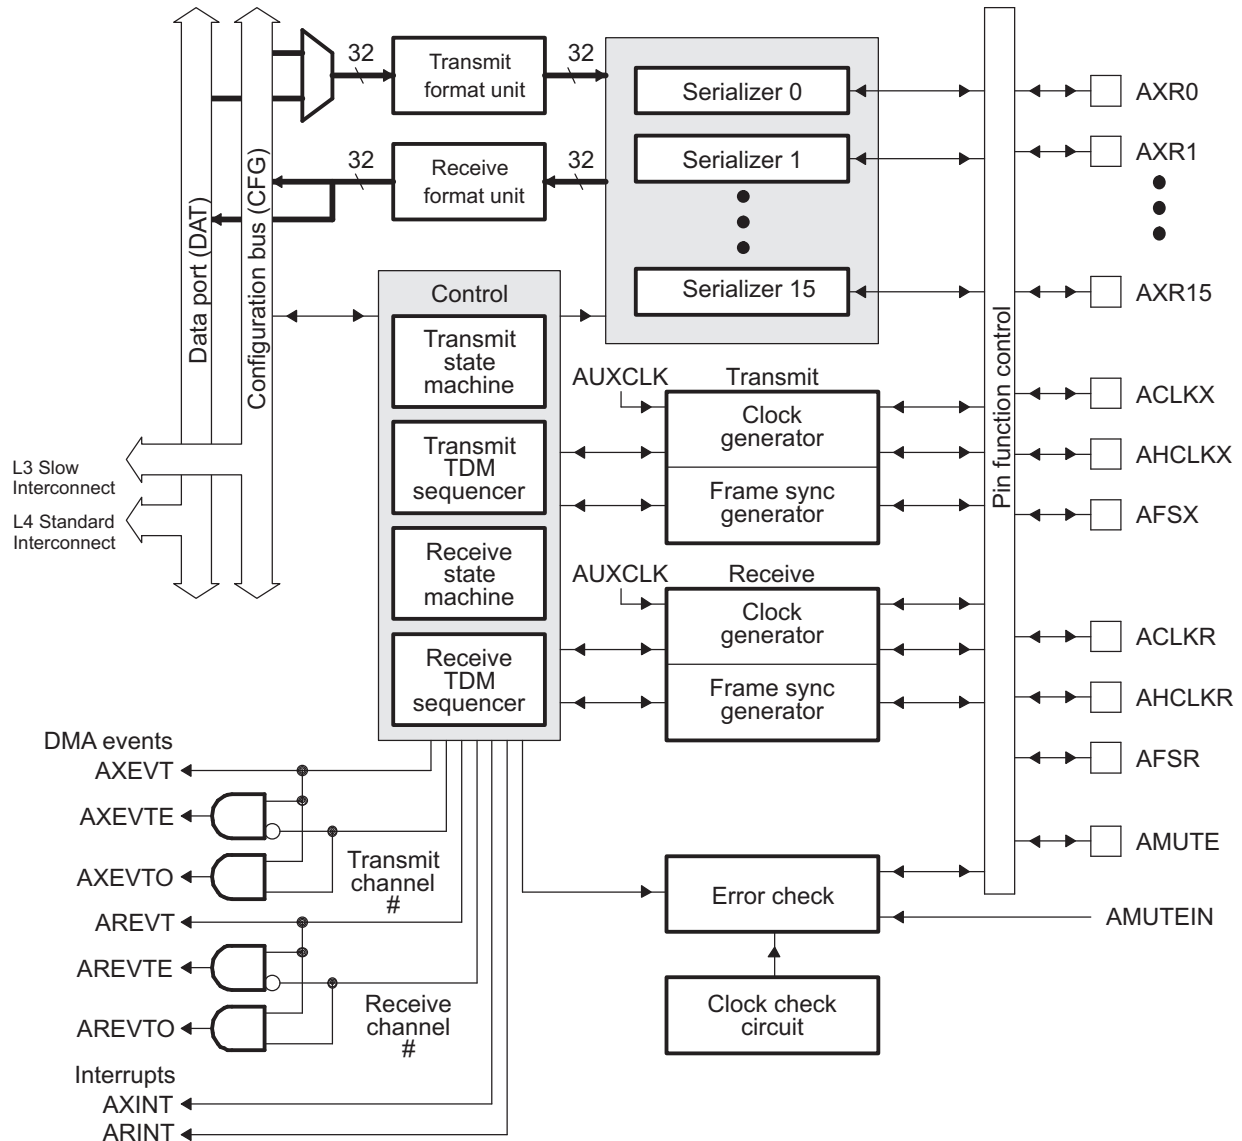 32
Transmit
format unit
32
Serializer 0
AXR0
Serializer 1
AXR1
32
Receive
format unit
32
Data port (DAT)
Configuration bus (CFG)
Serializer 15
AXR15
Pin function control
Control
Transmit
state
machine
Transmit
TDM
sequencer
Receive
state
machine
Receive
TDM
sequencer
AUXCLK
Transmit
Clock
generator
Frame sync
generator
ACLKX
AHCLKX
AFSX
L3 Slow
Interconnect
L4 Standard
Interconnect
AUXCLK
Receive
Clock
generator
Frame sync
generator
ACLKR
AHCLKR
AFSR
DMA events
AXEVT
AXEVTE
AXEVTO
Transmit
channel
#
AREVT
AREVTE
AREVTO
Receive
channel
#
Error check
AMUTE
AMUTEIN
Clock check
circuit
Interrupts
AXINT
ARINT